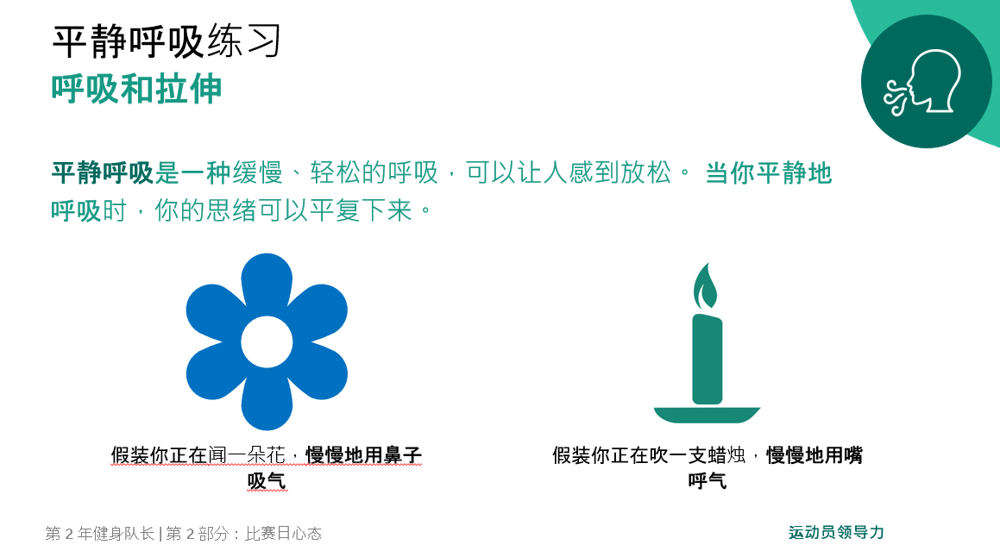 平静呼吸练习
呼吸和拉伸
平静呼吸是一种缓慢、轻松的呼吸，可以让人感到放松。 当你平静地
呼吸时，你的思绪可以平复下来。
假装你正在闻一朵花，慢慢地用鼻子
吸气
假装你正在吹一支蜡烛，慢慢地用嘴
呼气
第 2 年健身队长 | 第 2 部分：比赛日心态
运动员领导力